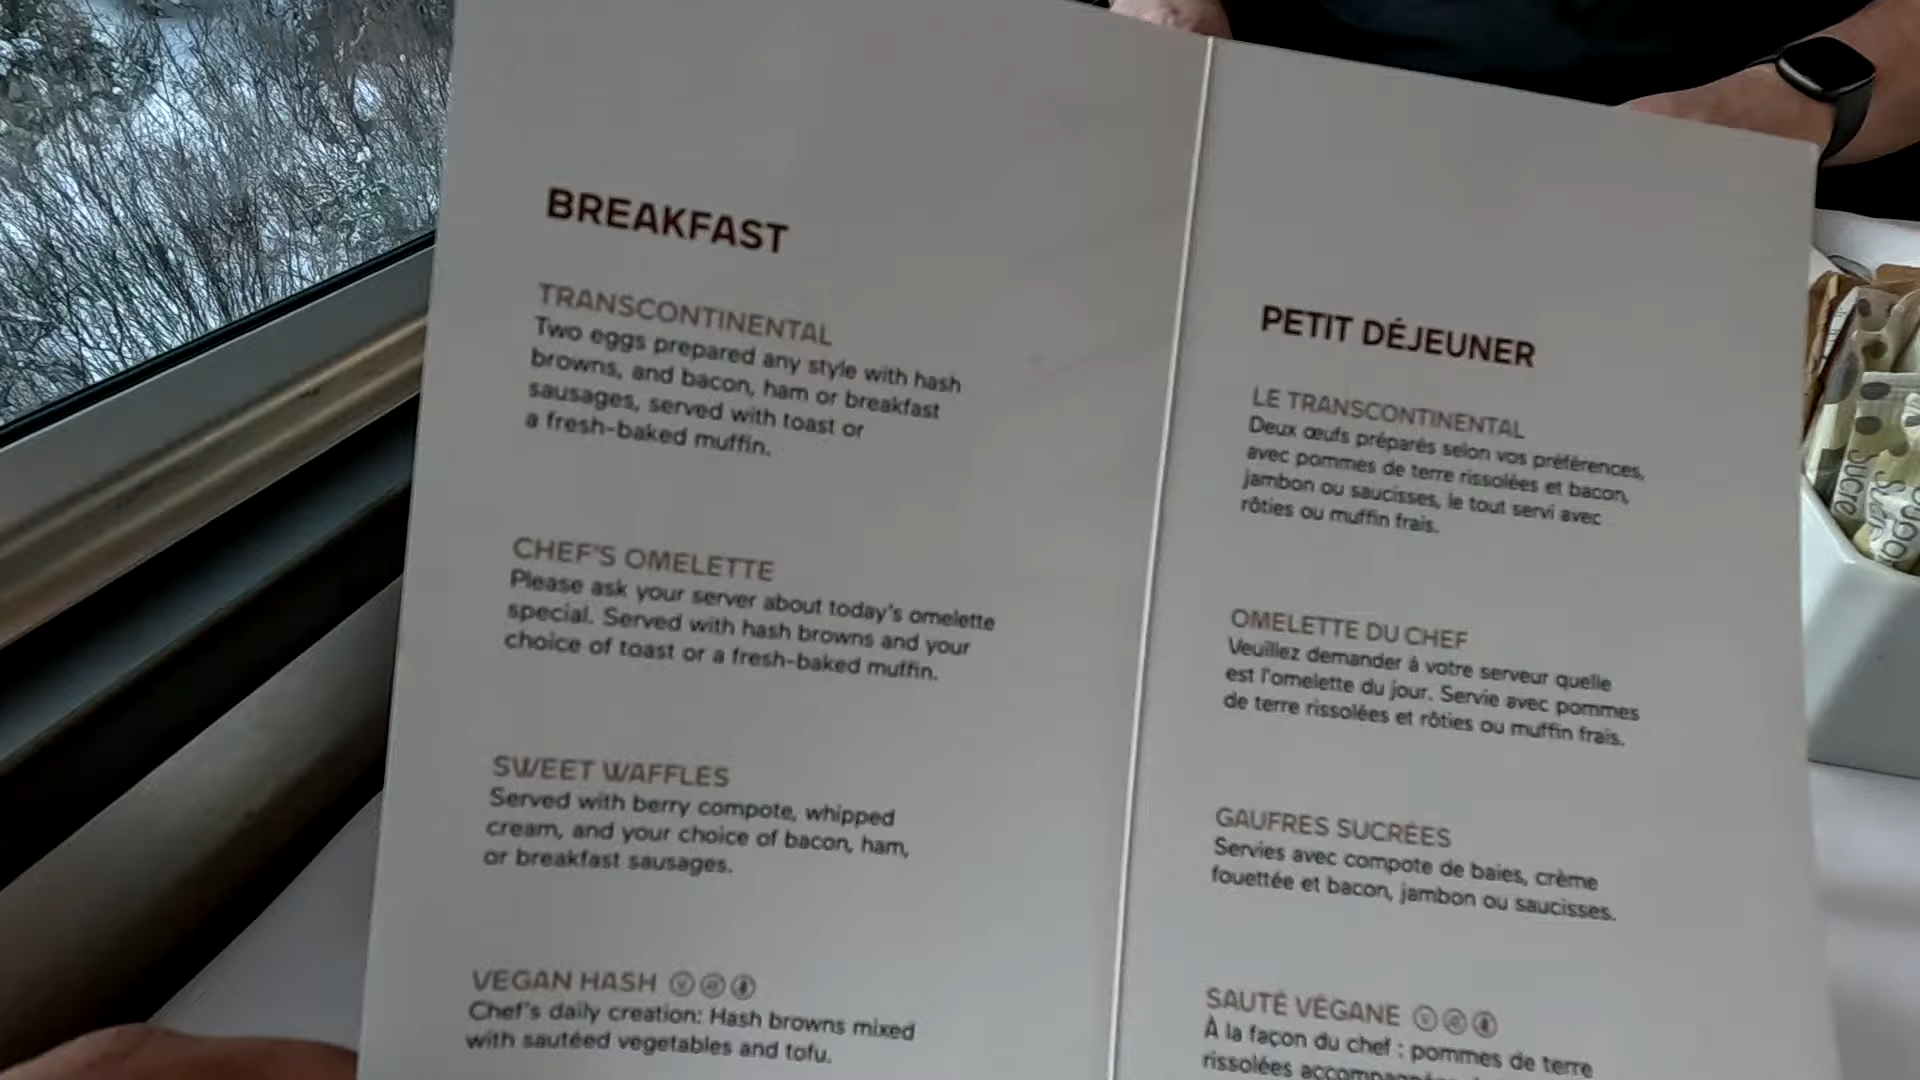 BREAKFAST
TRANSCONTINENTAL
Two eggs prepared any style with hash
browns, and bacon, ham or breakfast
sausages, served with toast or
a fresh-baked muffin.
CHEF'S OMELETTE
Please ask your server about today's omelette
special. Served with hash browns and your
choice of toast or a fresh-baked muffin.
SWEET WAFFLES
Served with berry compote, whipped
cream, and your choice of bacon, ham,
or breakfast sausages.
VEGAN HASH
Chef's daily creation: Hash browns mixed
with sautéed vegetables and tofu.
PETIT DÉJEUNER
LE TRANSCONTINENTAL
Deux œufs préparés selon vos préférences,
avec pommes de terre rissolées et bacon,
jambon ou saucisses, le tout servi avec
rôties ou muffin frais.
OMELETTE DU CHEF
Veuillez demander à votre serveur quelle
est l'omelette du jour. Servie avec pommes
de terre rissolées et rôties ou muffin frais.
GAUFRES SUCRÉES
Servies avec compote de baies, crème
fouettée et bacon, jambon ou saucisses.
SAUTÉ VÉGANE
À la façon du chef : pommes de terre
rissolées
Sucre